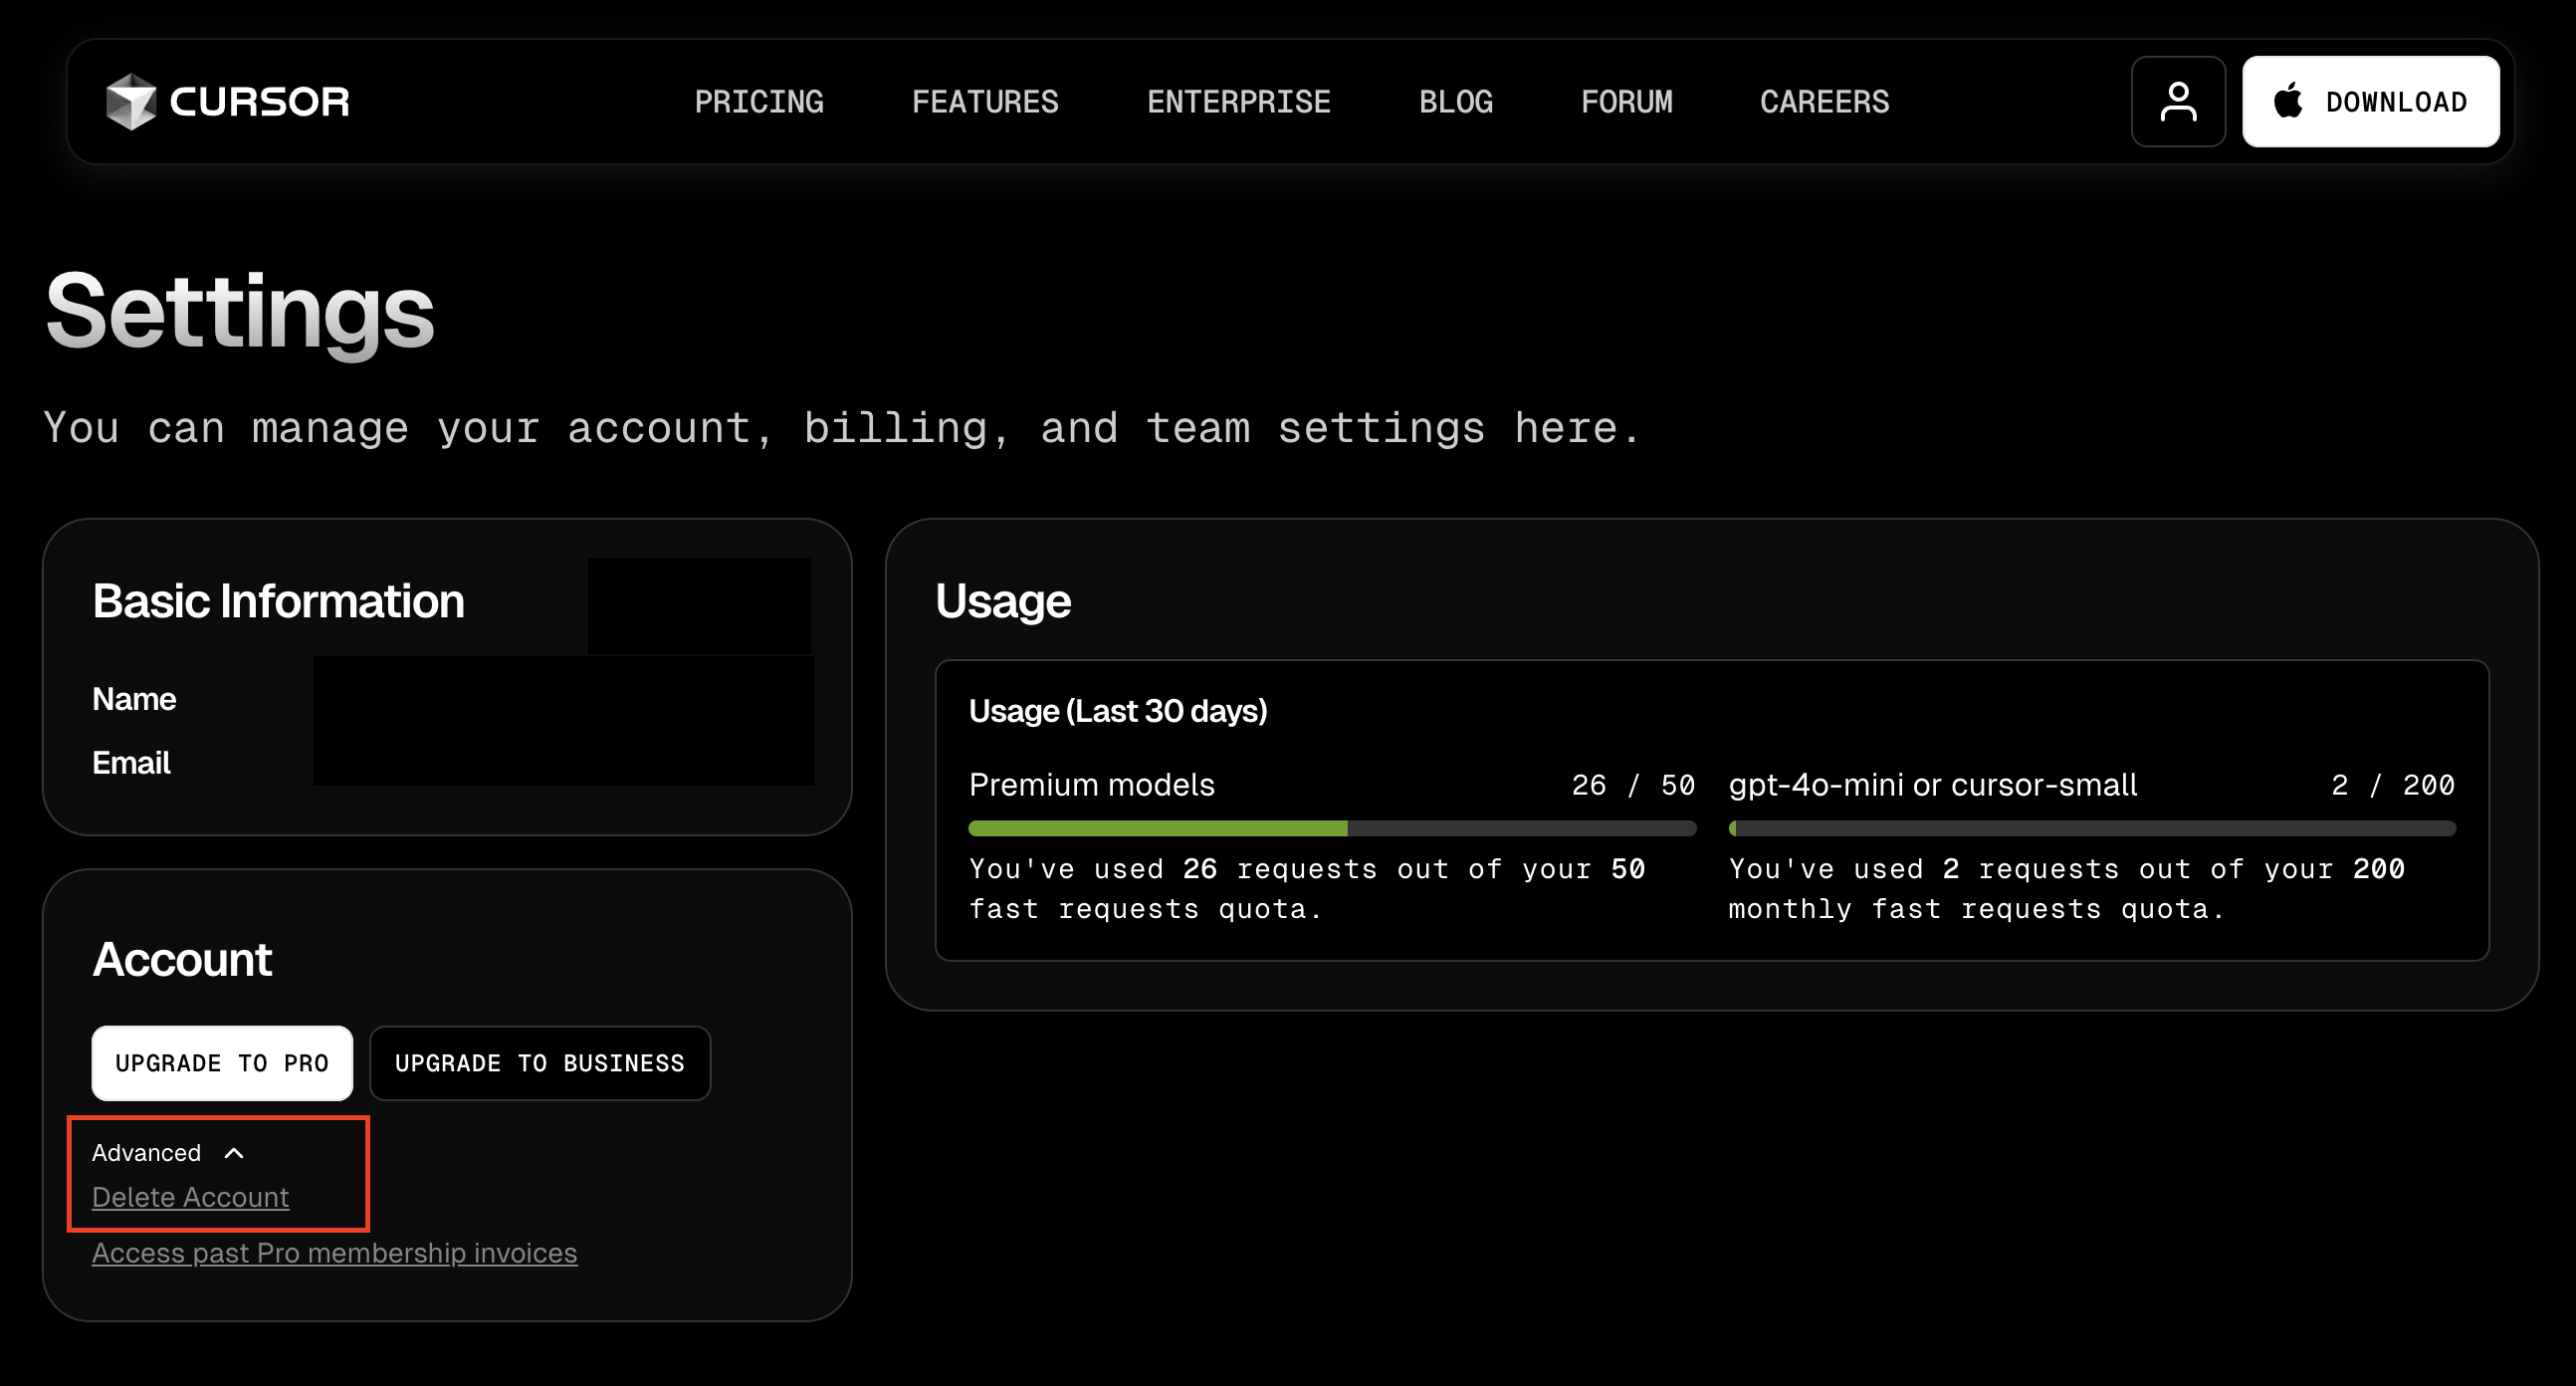 CURSOR
PRICING
FEATURES
ENTERPRISE
BLOG
FORUM
CAREERS
DOWNLOAD
Settings
You can manage your account, billing, and team settings here.
Basic Information
Name
Email
Account
UPGRADE TO PRO
UPGRADE TO BUSINESS
Advanced
Delete Account
Access past Pro membership invoices
Usage
Usage (Last 30 days)
Premium models 26 / 50
You've used 26 requests out of your 50
fast requests quota.
gpt-4o-mini or cursor-small 2 / 200
You've used 2 requests out of your 200
monthly fast requests quota.